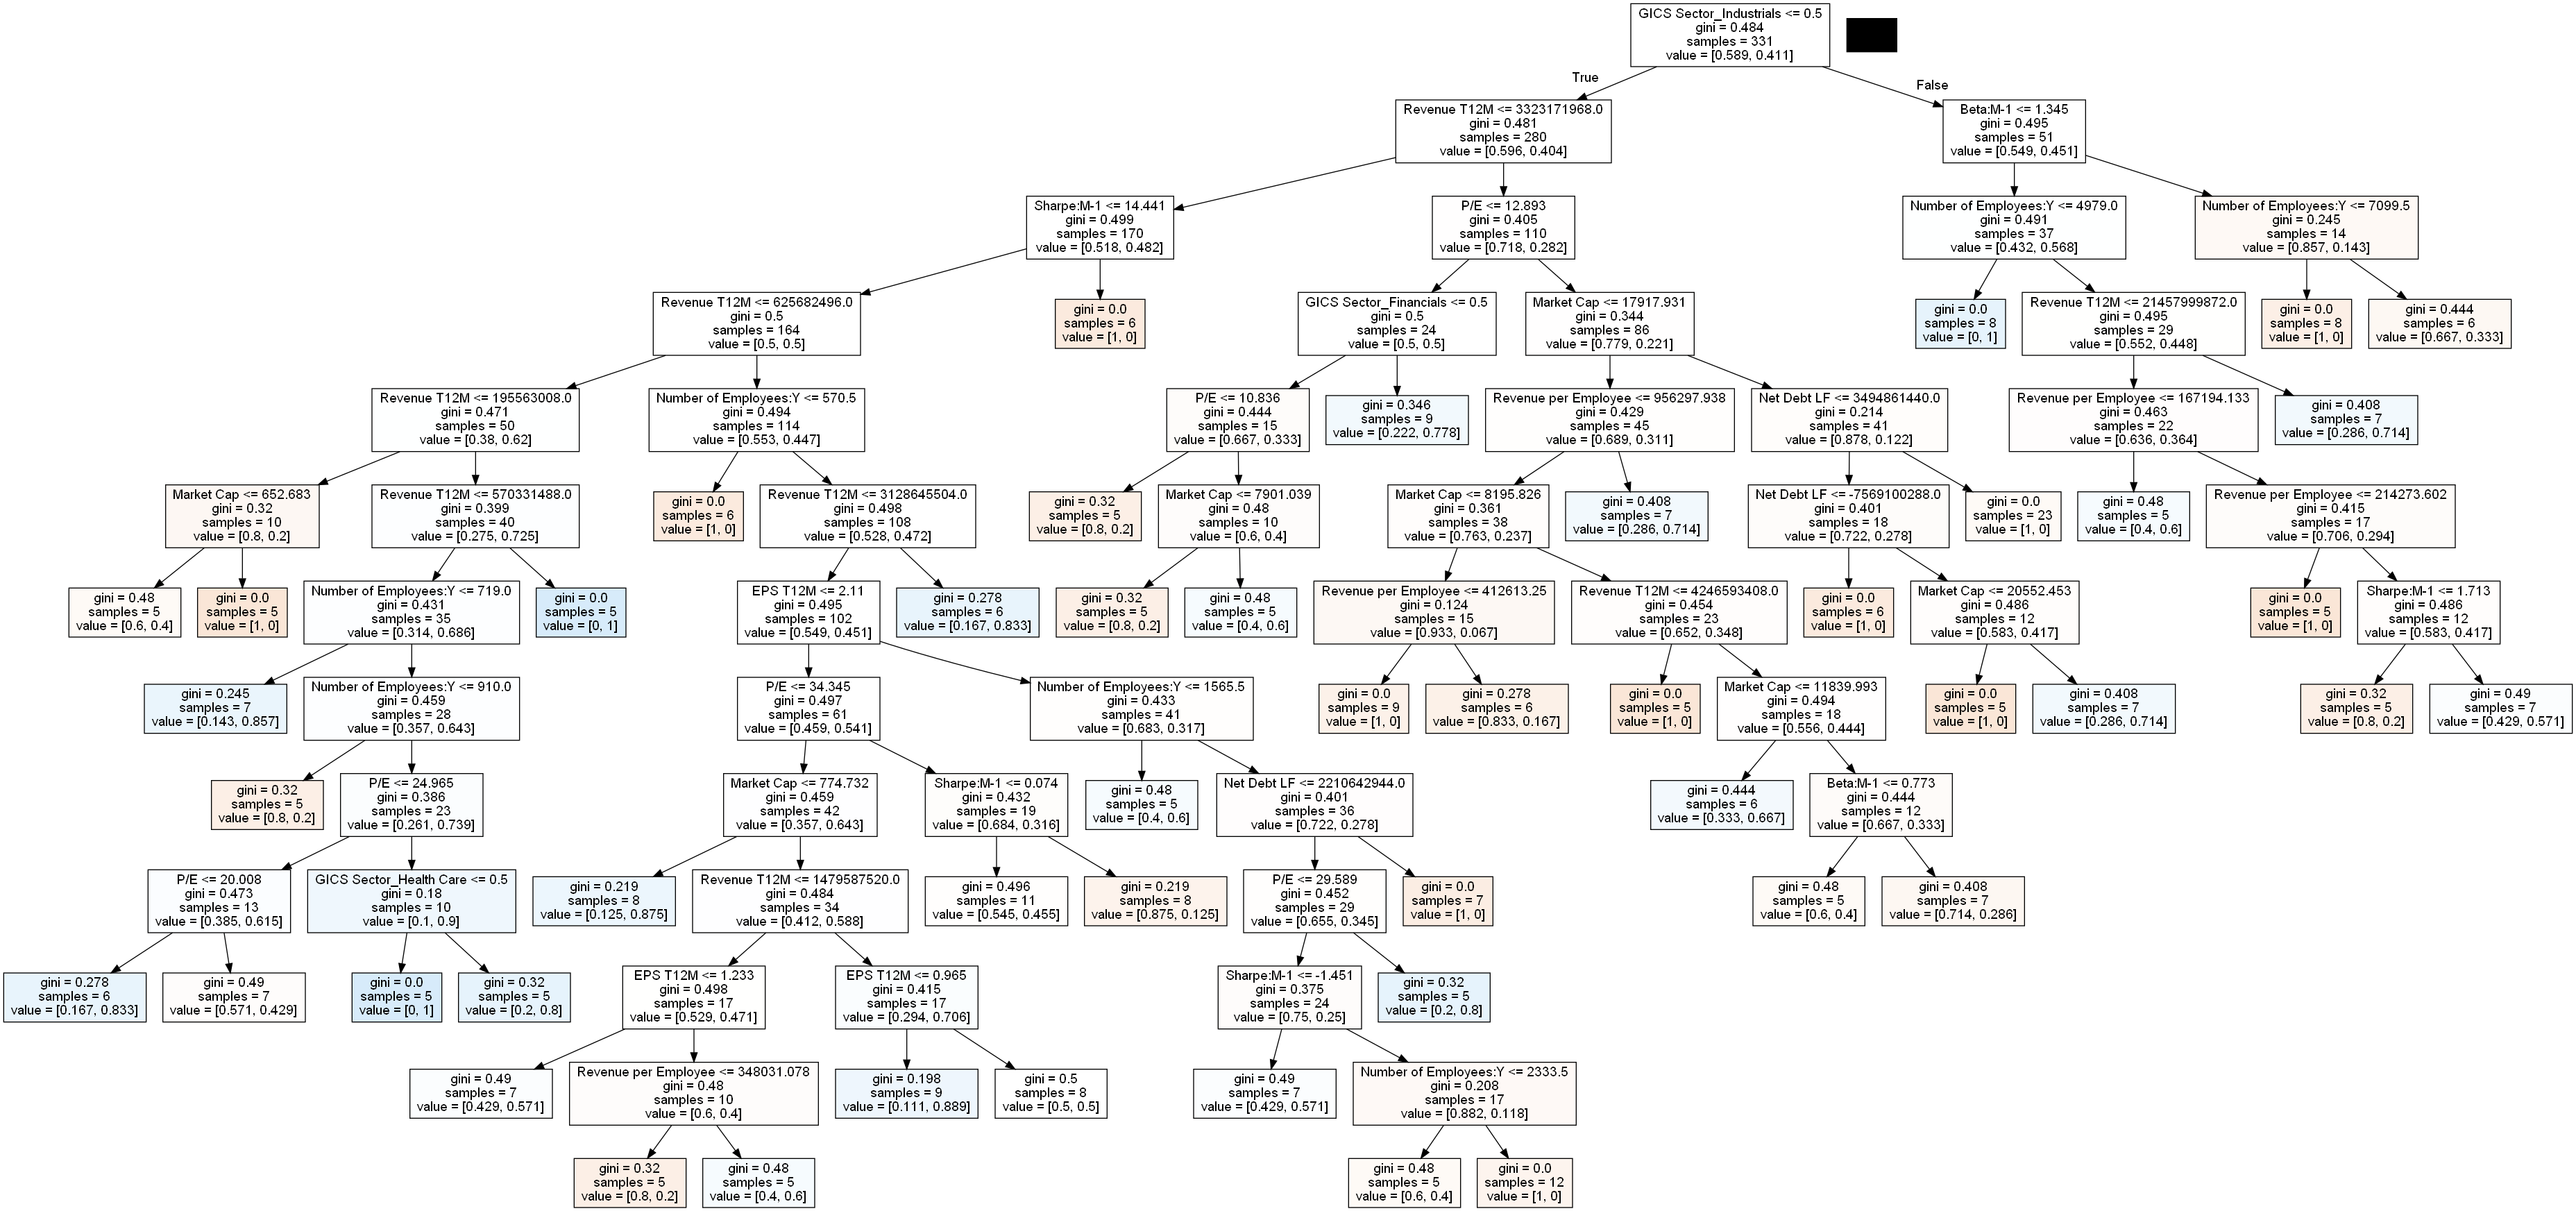 GICS Sector_Industrials <= 0.5
gini = 0.484
samples = 331
value = [0.589, 0.411]
True
False
Revenue T12M <= 3323171968.0
gini = 0.481
samples = 280
value = [0.596, 0.404]
Beta:M-1 <= 1.345
gini = 0.495
samples = 51
value = [0.549, 0.451]
Sharpe:M-1 <= 14.441
gini = 0.499
samples = 170
value = [0.518, 0.482]
P/E <= 12.893
gini = 0.405
samples = 110
value = [0.718, 0.282]
Number of Employees:Y <= 4979.0
gini = 0.491
samples = 37
value = [0.432, 0.568]
Number of Employees:Y <= 7099.5
gini = 0.245
samples = 14
value = [0.857, 0.143]
Revenue T12M <= 625682496.0
gini = 0.5
samples = 164
value = [0.5, 0.5]
gini = 0.0
samples = 6
value = [1, 0]
GICS Sector_Financials <= 0.5
gini = 0.5
samples = 24
value = [0.5, 0.5]
Market Cap <= 17917.931
gini = 0.344
samples = 86
value = [0.779, 0.221]
gini = 0.0
samples = 8
value = [0, 1]
Revenue T12M <= 21457999872.0
gini = 0.495
samples = 29
value = [0.552, 0.448]
gini = 0.0
samples = 8
value = [1, 0]
gini = 0.444
samples = 6
value = [0.667, 0.333]
Revenue T12M <= 195563008.0
gini = 0.471
samples = 50
value = [0.38, 0.62]
Number of Employees:Y <= 570.5
gini = 0.494
samples = 114
value = [0.553, 0.447]
P/E <= 10.836
gini = 0.444
samples = 15
value = [0.667, 0.333]
gini = 0.346
samples = 9
value = [0.222, 0.778]
Revenue per Employee <= 956297.938
gini = 0.429
samples = 45
value = [0.689, 0.311]
Net Debt LF <= 3494861440.0
gini = 0.214
samples = 41
value = [0.878, 0.122]
Revenue per Employee <= 167194.133
gini = 0.463
samples = 22
value = [0.636, 0.364]
gini = 0.408
samples = 7
value = [0.286, 0.714]
Market Cap <= 652.683
gini = 0.32
samples = 10
value = [0.8, 0.2]
Revenue T12M <= 570331488.0
gini = 0.399
samples = 40
value = [0.275, 0.725]
gini = 0.0
samples = 6
value = [1, 0]
Revenue T12M <= 3128645504.0
gini = 0.498
samples = 108
value = [0.528, 0.472]
gini = 0.32
samples = 5
value = [0.8, 0.2]
Market Cap <= 7901.039
gini = 0.48
samples = 10
value = [0.6, 0.4]
Market Cap <= 8195.826
gini = 0.361
samples = 38
value = [0.763, 0.237]
gini = 0.408
samples = 7
value = [0.286, 0.714]
Net Debt LF <= -7569100288.0
gini = 0.401
samples = 18
value = [0.722, 0.278]
gini = 0.0
samples = 23
value = [1, 0]
gini = 0.48
samples = 5
value = [0.4, 0.6]
Revenue per Employee <= 214273.602
gini = 0.415
samples = 17
value = [0.706, 0.294]
gini = 0.48
samples = 5
value = [0.6, 0.4]
gini = 0.0
samples = 5
value = [1, 0]
Number of Employees:Y <= 719.0
gini = 0.431
samples = 35
value = [0.314, 0.686]
gini = 0.0
samples = 5
value = [0, 1]
EPS T12M <= 2.11
gini = 0.495
samples = 102
value = [0.549, 0.451]
gini = 0.278
samples = 6
value = [0.167, 0.833]
gini = 0.32
samples = 5
value = [0.8, 0.2]
gini = 0.48
samples = 5
value = [0.4, 0.6]
Revenue per Employee <= 412613.25
gini = 0.124
samples = 15
value = [0.933, 0.067]
Revenue T12M <= 4246593408.0
gini = 0.454
samples = 23
value = [0.652, 0.348]
gini = 0.0
samples = 6
value = [1, 0]
Market Cap <= 20552.453
gini = 0.486
samples = 12
value = [0.583, 0.417]
gini = 0.0
samples = 5
value = [1, 0]
Sharpe:M-1 <= 1.713
gini = 0.486
samples = 12
value = [0.583, 0.417]
gini = 0.245
samples = 7
value = [0.143, 0.857]
Number of Employees:Y <= 910.0
gini = 0.459
samples = 28
value = [0.357, 0.643]
P/E <= 34.345
gini = 0.497
samples = 61
value = [0.459, 0.541]
Number of Employees:Y <= 1565.5
gini = 0.433
samples = 41
value = [0.683, 0.317]
gini = 0.0
samples = 9
value = [1, 0]
gini = 0.278
samples = 6
value = [0.833, 0.167]
gini = 0.0
samples = 5
value = [1, 0]
Market Cap <= 11839.993
gini = 0.494
samples = 18
value = [0.556, 0.444]
gini = 0.0
samples = 5
value = [1, 0]
gini = 0.408
samples = 7
value = [0.286, 0.714]
gini = 0.32
samples = 5
value = [0.8, 0.2]
gini = 0.49
samples = 7
value = [0.429, 0.571]
gini = 0.32
samples = 5
value = [0.8, 0.2]
P/E <= 24.965
gini = 0.386
samples = 23
value = [0.261, 0.739]
Market Cap <= 774.732
gini = 0.459
samples = 42
value = [0.357, 0.643]
Sharpe:M-1 <= 0.074
gini = 0.432
samples = 19
value = [0.684, 0.316]
gini = 0.48
samples = 5
value = [0.4, 0.6]
Net Debt LF <= 2210642944.0
gini = 0.401
samples = 36
value = [0.722, 0.278]
gini = 0.444
samples = 6
value = [0.333, 0.667]
Beta:M-1 <= 0.773
gini = 0.444
samples = 12
value = [0.667, 0.333]
P/E <= 20.008
gini = 0.473
samples = 13
value = [0.385, 0.615]
GICS Sector_Health Care <= 0.5
gini = 0.18
samples = 10
value = [0.1, 0.9]
gini = 0.219
samples = 8
value = [0.125, 0.875]
Revenue T12M <= 1479587520.0
gini = 0.484
samples = 34
value = [0.412, 0.588]
gini = 0.496
samples = 11
value = [0.545, 0.455]
gini = 0.219
samples = 8
value = [0.875, 0.125]
P/E <= 29.589
gini = 0.452
samples = 29
value = [0.655, 0.345]
gini = 0.0
samples = 7
value = [1, 0]
gini = 0.48
samples = 5
value = [0.6, 0.4]
gini = 0.408
samples = 7
value = [0.714, 0.286]
gini = 0.278
samples = 6
value = [0.167, 0.833]
gini = 0.49
samples = 7
value = [0.571, 0.429]
gini = 0.0
samples = 5
value = [0, 1]
gini = 0.32
samples = 5
value = [0.2, 0.8]
EPS T12M <= 1.233
gini = 0.498
samples = 17
value = [0.529, 0.471]
EPS T12M <= 0.965
gini = 0.415
samples = 17
value = [0.294, 0.706]
Sharpe:M-1 <= -1.451
gini = 0.375
samples = 24
value = [0.75, 0.25]
gini = 0.32
samples = 5
value = [0.2, 0.8]
gini = 0.49
samples = 7
value = [0.429, 0.571]
Revenue per Employee <= 348031.078
gini = 0.48
samples = 10
value = [0.6, 0.4]
gini = 0.198
samples = 9
value = [0.111, 0.889]
gini = 0.5
samples = 8
value = [0.5, 0.5]
gini = 0.49
samples = 7
value = [0.429, 0.571]
Number of Employees:Y <= 2333.5
gini = 0.208
samples = 17
value = [0.882, 0.118]
gini = 0.32
samples = 5
value = [0.8, 0.2]
gini = 0.48
samples = 5
value = [0.4, 0.6]
gini = 0.48
samples = 5
value = [0.6, 0.4]
gini = 0.0
samples = 12
value = [1, 0]